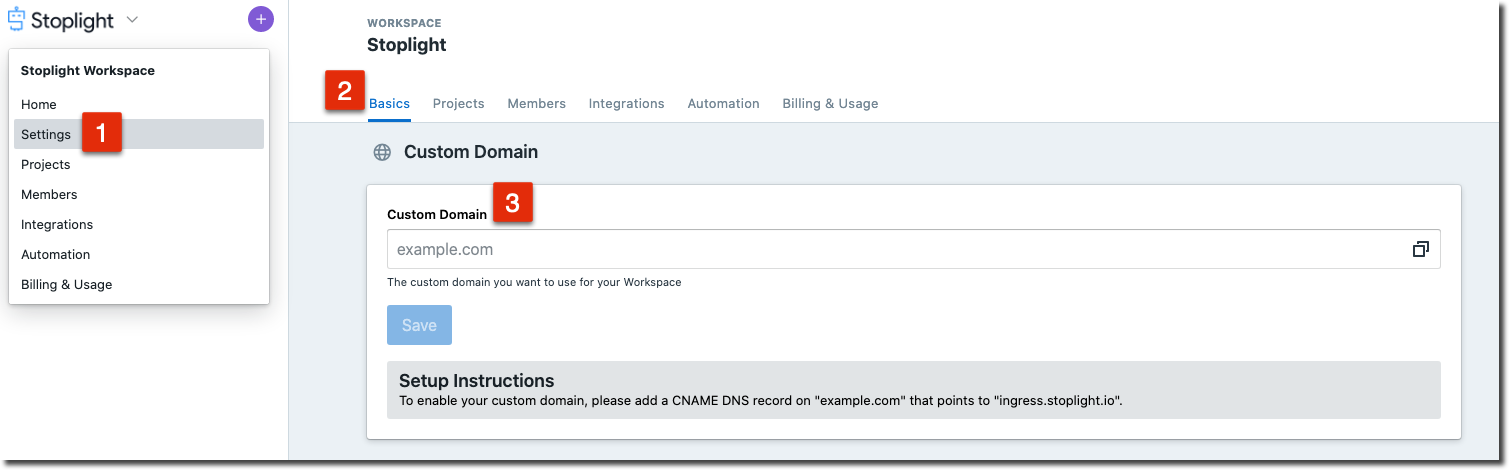 Stoplight
+
Stoplight Workspace
Home
Settings
1
Projects
Members
Integrations
Automation
Billing & Usage
WORKSPACE
Stoplight
2
Basics Projects Members Integrations Automation Billing & Usage
Custom Domain
3
Custom Domain
example.com
The custom domain you want to use for your Workspace
Save
Setup Instructions
To enable your custom domain, please add a CNAME DNS record on "example.com" that points to "ingress.stoplight.io".